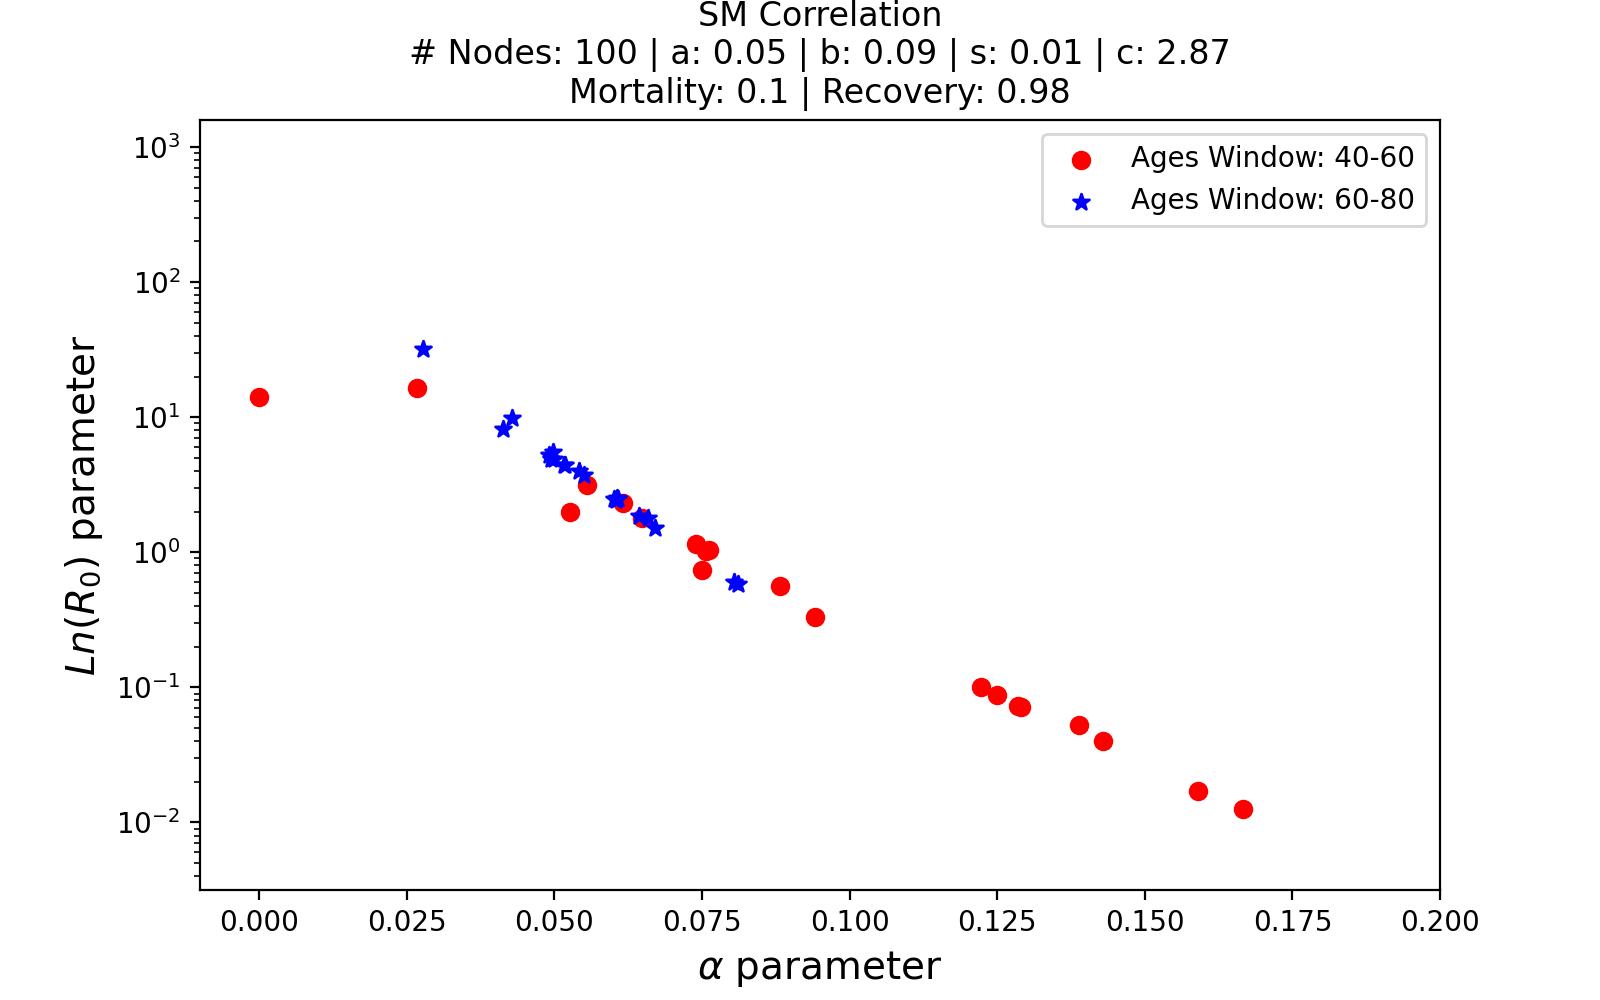 SM Correlation
# Nodes: 100 | a: 0.05 | b: 0.09 | s: 0.01 | c: 2.87
Mortality: 0.1 | Recovery: 0.98
Ages Window: 40-60
Ages Window: 60-80
10³
10²
10¹
10⁰
10⁻¹
10⁻²
Ln(R₀) parameter
0.000 0.025 0.050 0.075 0.100 0.125 0.150 0.175 0.200
α parameter